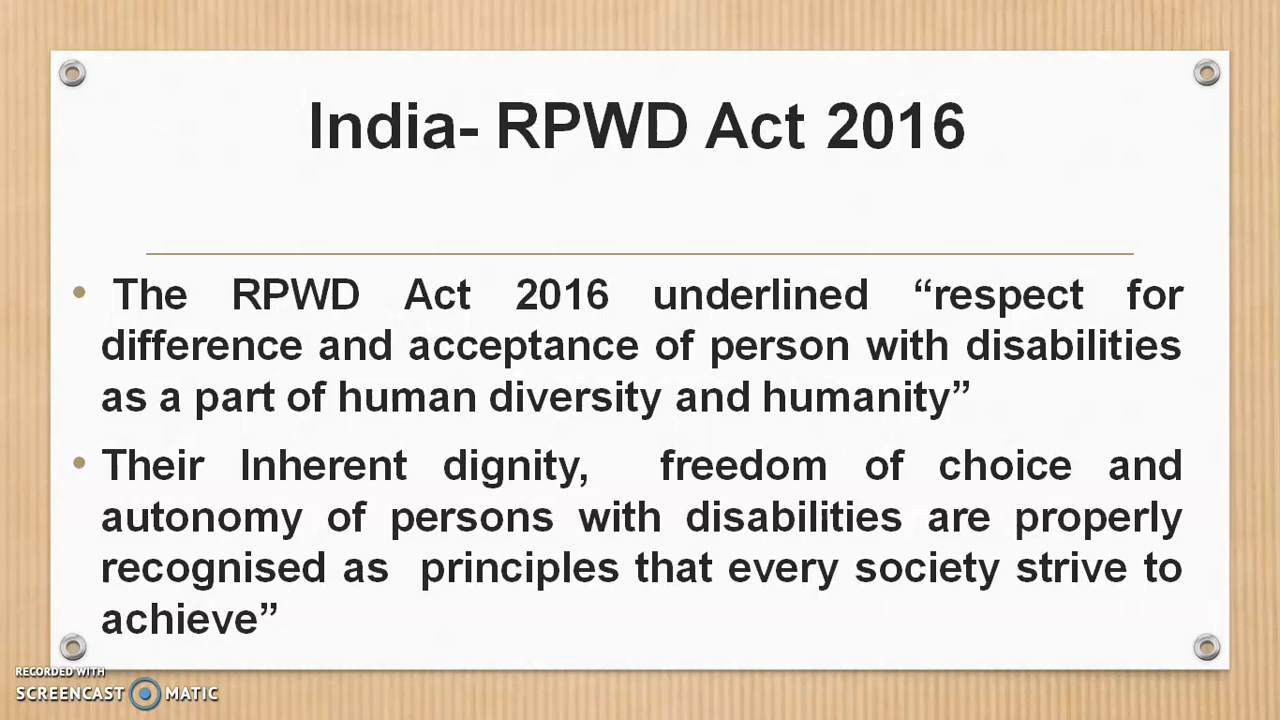 India- RPWD Act 2016
• The RPWD Act 2016 underlined “respect for
difference and acceptance of person with disabilities
as a part of human diversity and humanity”
• Their Inherent dignity, freedom of choice and
autonomy of persons with disabilities are properly
recognised as principles that every society strive to
achieve”
RECORDED WITH
SCREENCAST MATIC